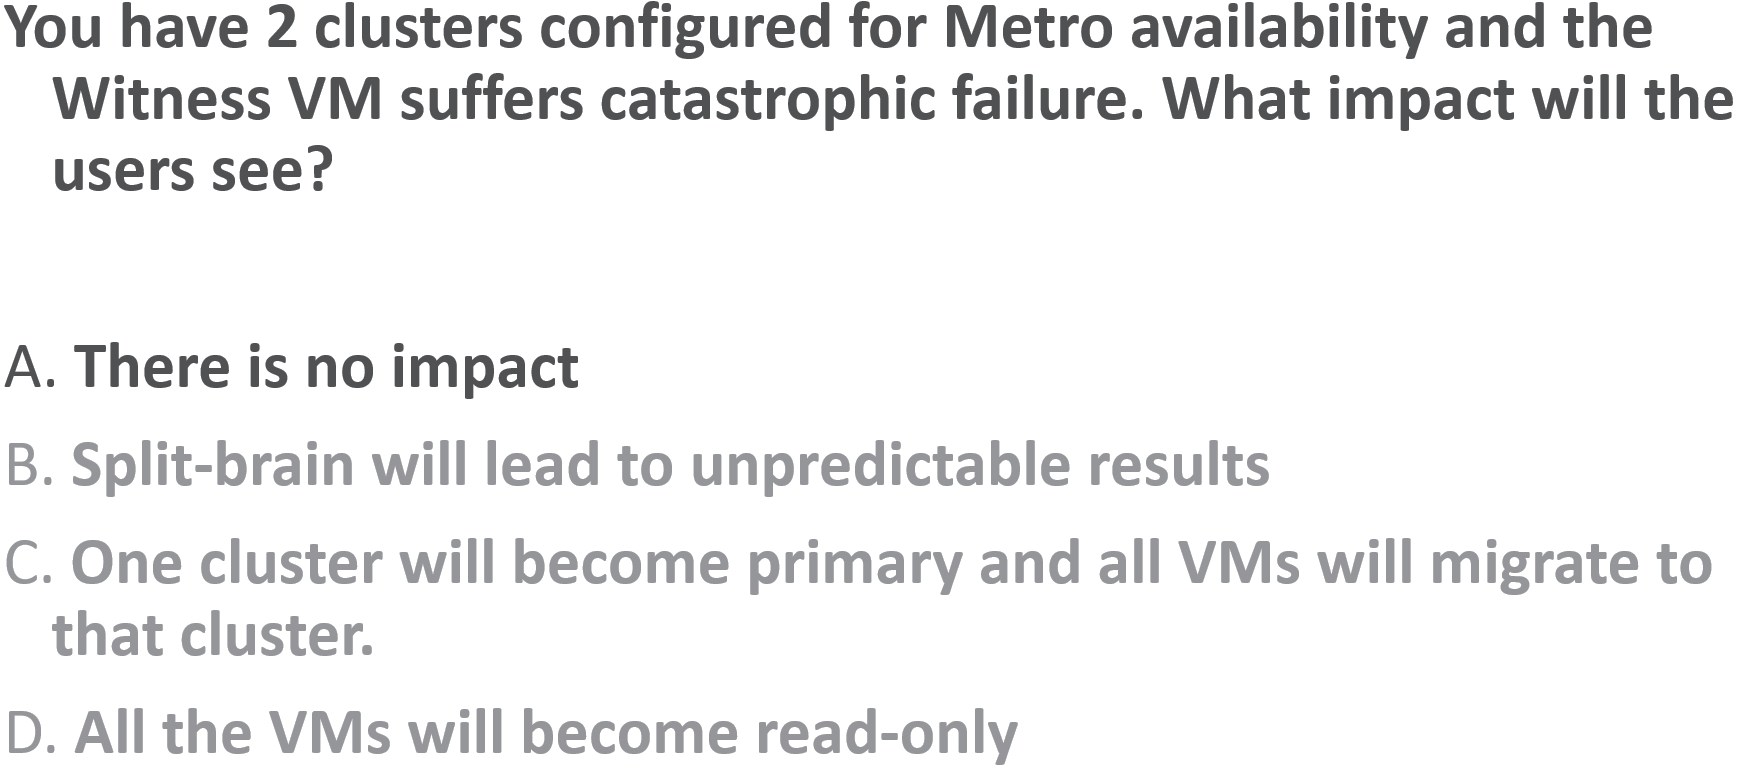 You have 2 clusters configured for Metro availability and the
Witness VM suffers catastrophic failure. What impact will the
users see?
A. There is no impact
B. Split-brain will lead to unpredictable results
C. One cluster will become primary and all VMs will migrate to
that cluster.
D. All the VMs will become read-only